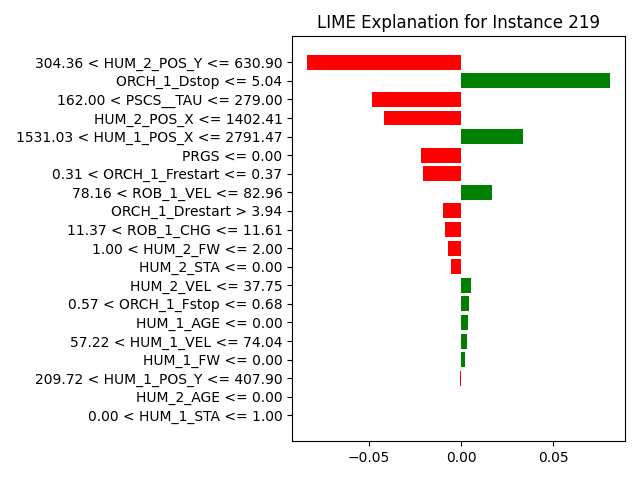 LIME Explanation for Instance 219
304.36 < HUM_2_POS_Y <= 630.90
ORCH_1_Dstop <= 5.04
162.00 < PSCS__TAU <= 279.00
HUM_2_POS_X <= 1402.41
1531.03 < HUM_1_POS_X <= 2791.47
PRGS <= 0.00
0.31 < ORCH_1_Frestart <= 0.37
78.16 < ROB_1_VEL <= 82.96
ORCH_1_Drestart > 3.94
11.37 < ROB_1_CHG <= 11.61
1.00 < HUM_2_FW <= 2.00
HUM_2_STA <= 0.00
HUM_2_VEL <= 37.75
0.57 < ORCH_1_Fstop <= 0.68
HUM_1_AGE <= 0.00
57.22 < HUM_1_VEL <= 74.04
HUM_1_FW <= 0.00
209.72 < HUM_1_POS_Y <= 407.90
HUM_2_AGE <= 0.00
0.00 < HUM_1_STA <= 1.00
−0.05 0.00 0.05